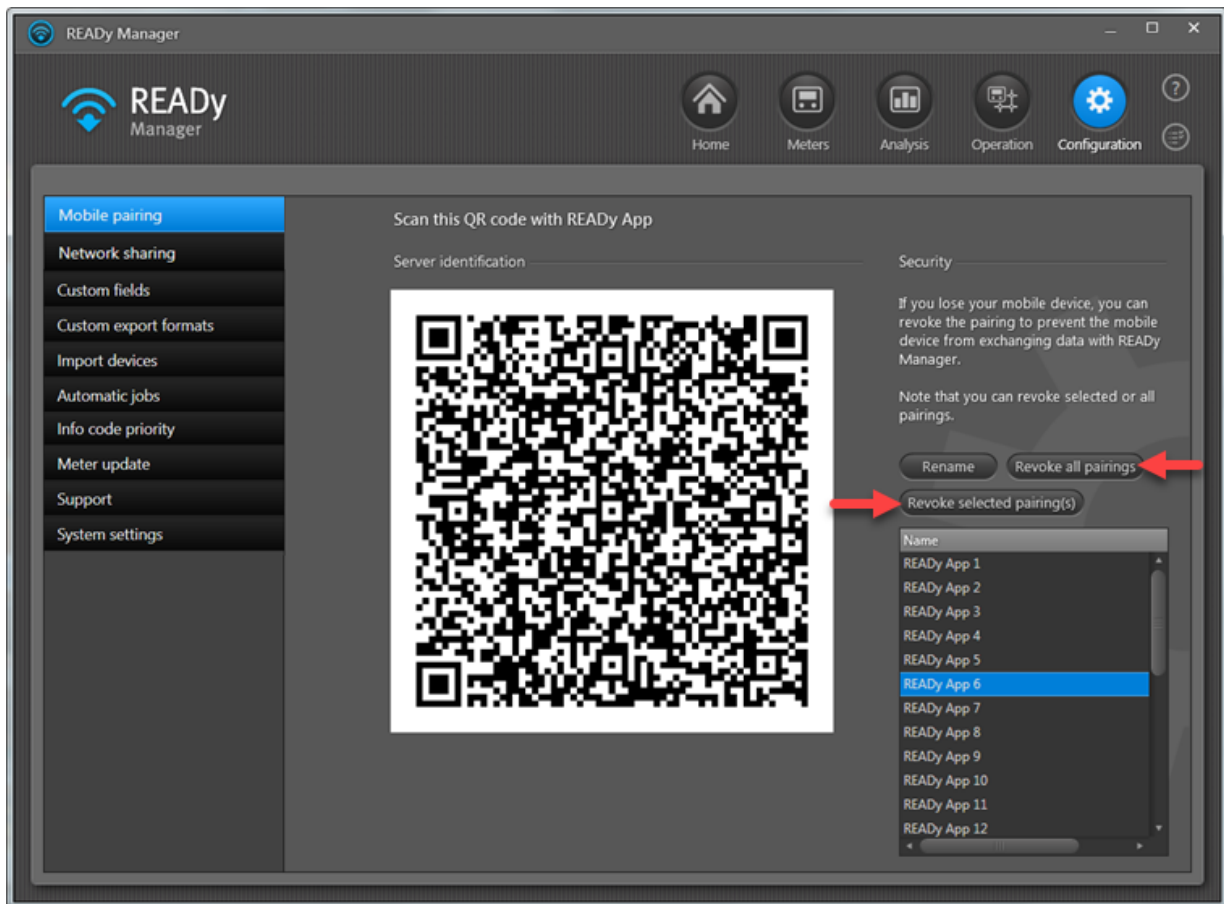 READy Manager
READy
Manager
Home
Meters
Analysis
Operation
Configuration
?
Mobile pairing
Network sharing
Custom fields
Custom export formats
Import devices
Automatic jobs
Info code priority
Meter update
Support
System settings
Scan this QR code with READy App
Server identification
Security
If you lose your mobile device, you can
revoke the pairing to prevent the mobile
device from exchanging data with READy
Manager.
Note that you can revoke selected or all
pairings.
Rename
Revoke all pairings
Revoke selected pairing(s)
Name
READy App 1
READy App 2
READy App 3
READy App 4
READy App 5
READy App 6
READy App 7
READy App 8
READy App 9
READy App 10
READy App 11
READy App 12